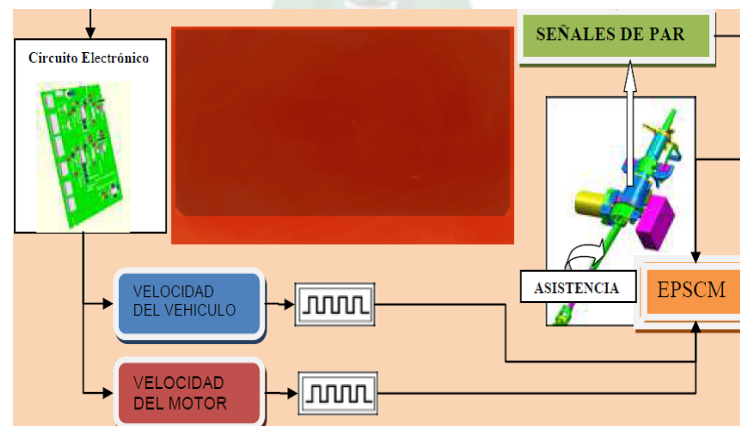 SEÑALES DE PAR
Circuito Electrónico
ASISTENCIA
EPSCM
VELOCIDAD
DEL VEHICULO
VELOCIDAD
DEL MOTOR